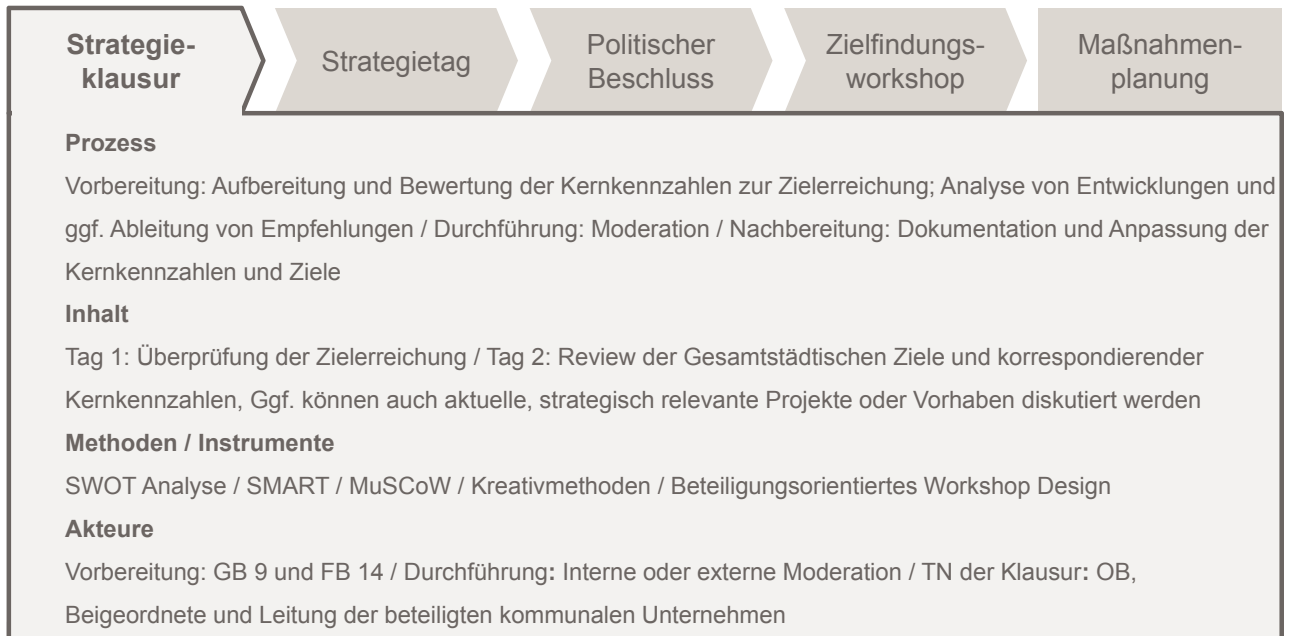 Strategie-
klausur
Strategietag
Politischer
Beschluss
Zielfindungs-
workshop
Maßnahmen-
planung
Prozess
Vorbereitung: Aufbereitung und Bewertung der Kernkennzahlen zur Zielerreichung; Analyse von Entwicklungen und
ggf. Ableitung von Empfehlungen / Durchführung: Moderation / Nachbereitung: Dokumentation und Anpassung der
Kernkennzahlen und Ziele
Inhalt
Tag 1: Überprüfung der Zielerreichung / Tag 2: Review der Gesamtstädtischen Ziele und korrespondierender
Kernkennzahlen, Ggf. können auch aktuelle, strategisch relevante Projekte oder Vorhaben diskutiert werden
Methoden / Instrumente
SWOT Analyse / SMART / MuSCoW / Kreativmethoden / Beteiligungsorientiertes Workshop Design
Akteure
Vorbereitung: GB 9 und FB 14 / Durchführung: Interne oder externe Moderation / TN der Klausur: OB,
Beigeordnete und Leitung der beteiligten kommunalen Unternehmen